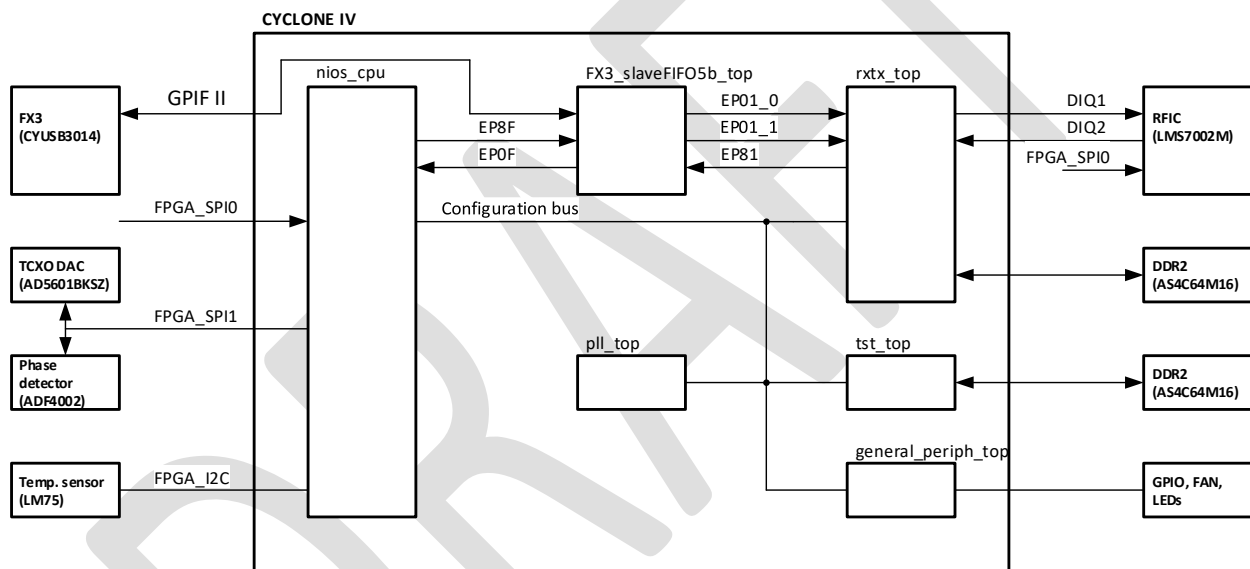 CYCLONE IV
nios_cpu
FX3_slaveFIFO5b_top
rxtx_top
FX3
(CYUSB3014)
GPIF II
EP01_0
EP01_1
EP81
EP8F
EP0F
DIQ1
DIQ2
FPGA_SPI0
RFIC
(LMS7002M)
FPGA_SPI0
Configuration bus
TCXO DAC
(AD5601BKSZ)
FPGA_SPI1
Phase
detector
(ADF4002)
DDR2
(AS4C64M16)
pll_top
tst_top
DDR2
(AS4C64M16)
general_periph_top
Temp. sensor
(LM75)
FPGA_I2C
GPIO, FAN,
LEDs
DRAFT